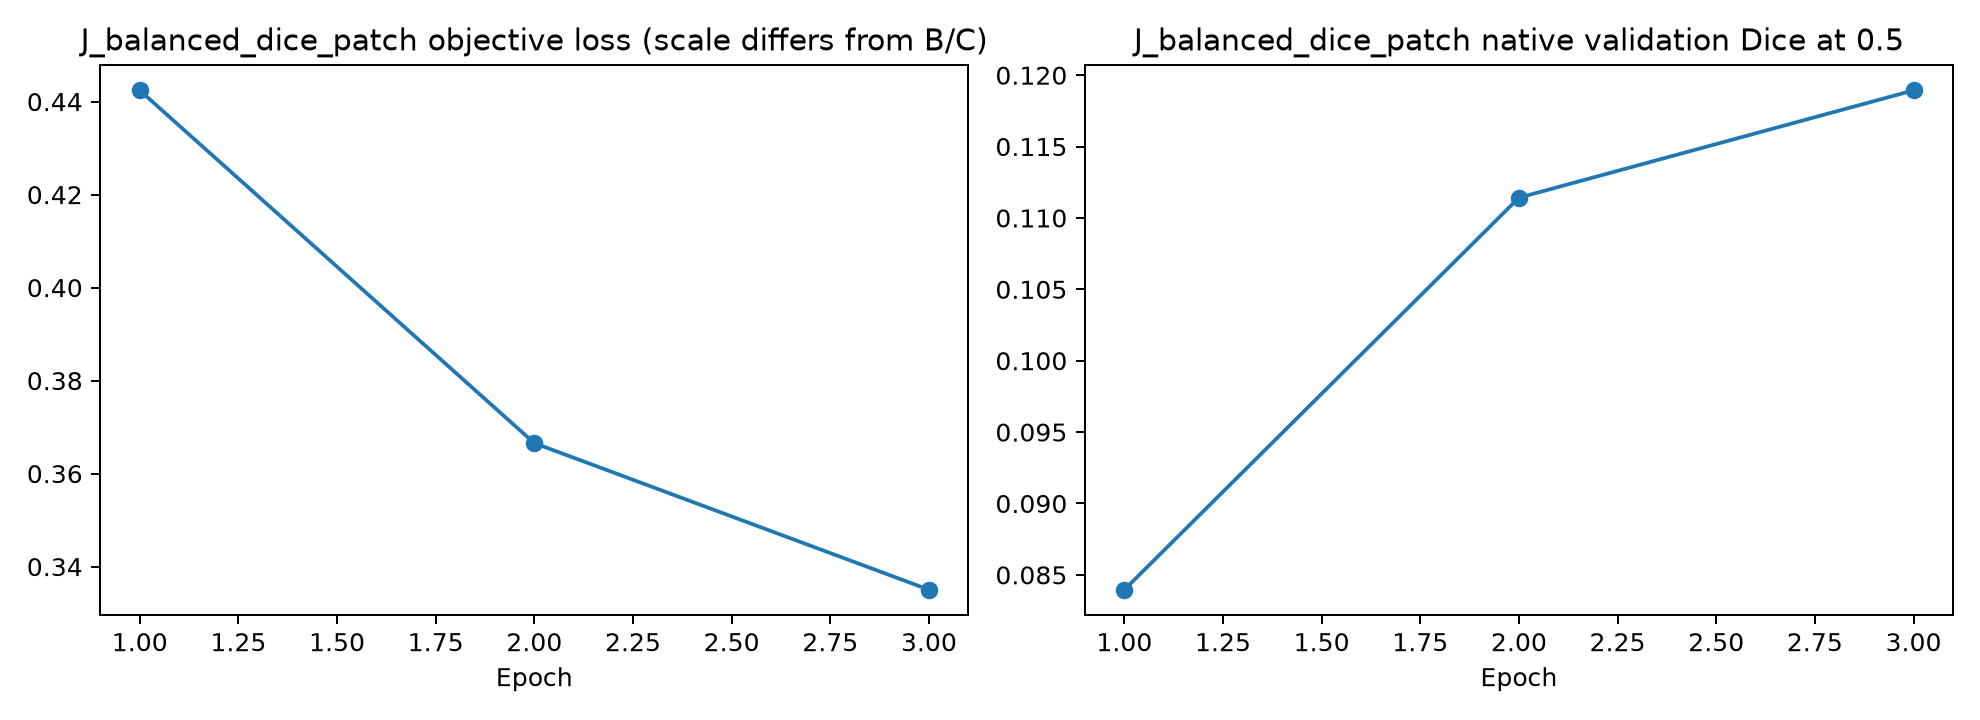 J_balanced_dice_patch objective loss (scale differs from B/C)
0.44
0.42
0.40
0.38
0.36
0.34
1.00 1.25 1.50 1.75 2.00 2.25 2.50 2.75 3.00
Epoch
J_balanced_dice_patch native validation Dice at 0.5
0.120
0.115
0.110
0.105
0.100
0.095
0.090
0.085
1.00 1.25 1.50 1.75 2.00 2.25 2.50 2.75 3.00
Epoch